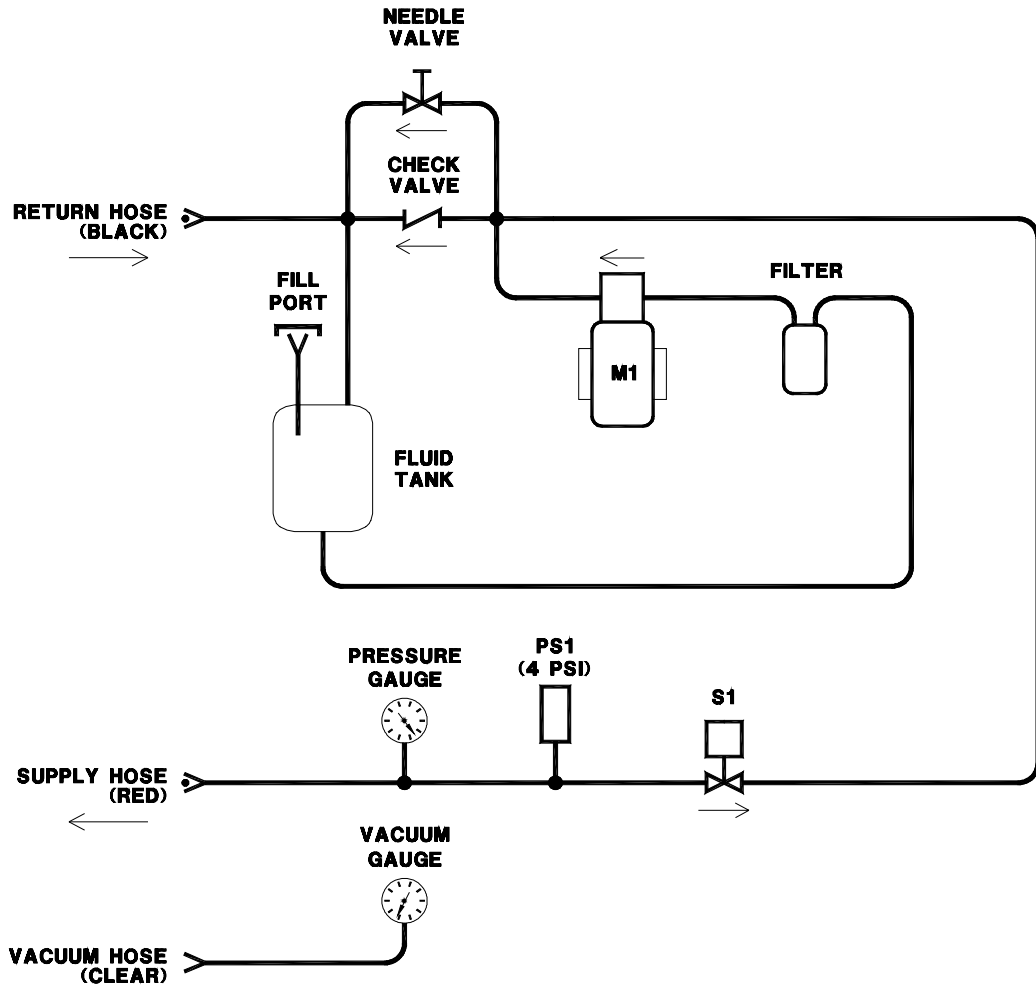 NEEDLE
VALVE
CHECK
VALVE
RETURN HOSE
(BLACK)
FILL
PORT
FILTER
M1
FLUID
TANK
PS1
(4 PSI)
PRESSURE
GAUGE
S1
SUPPLY HOSE
(RED)
VACUUM
GAUGE
VACUUM HOSE
(CLEAR)